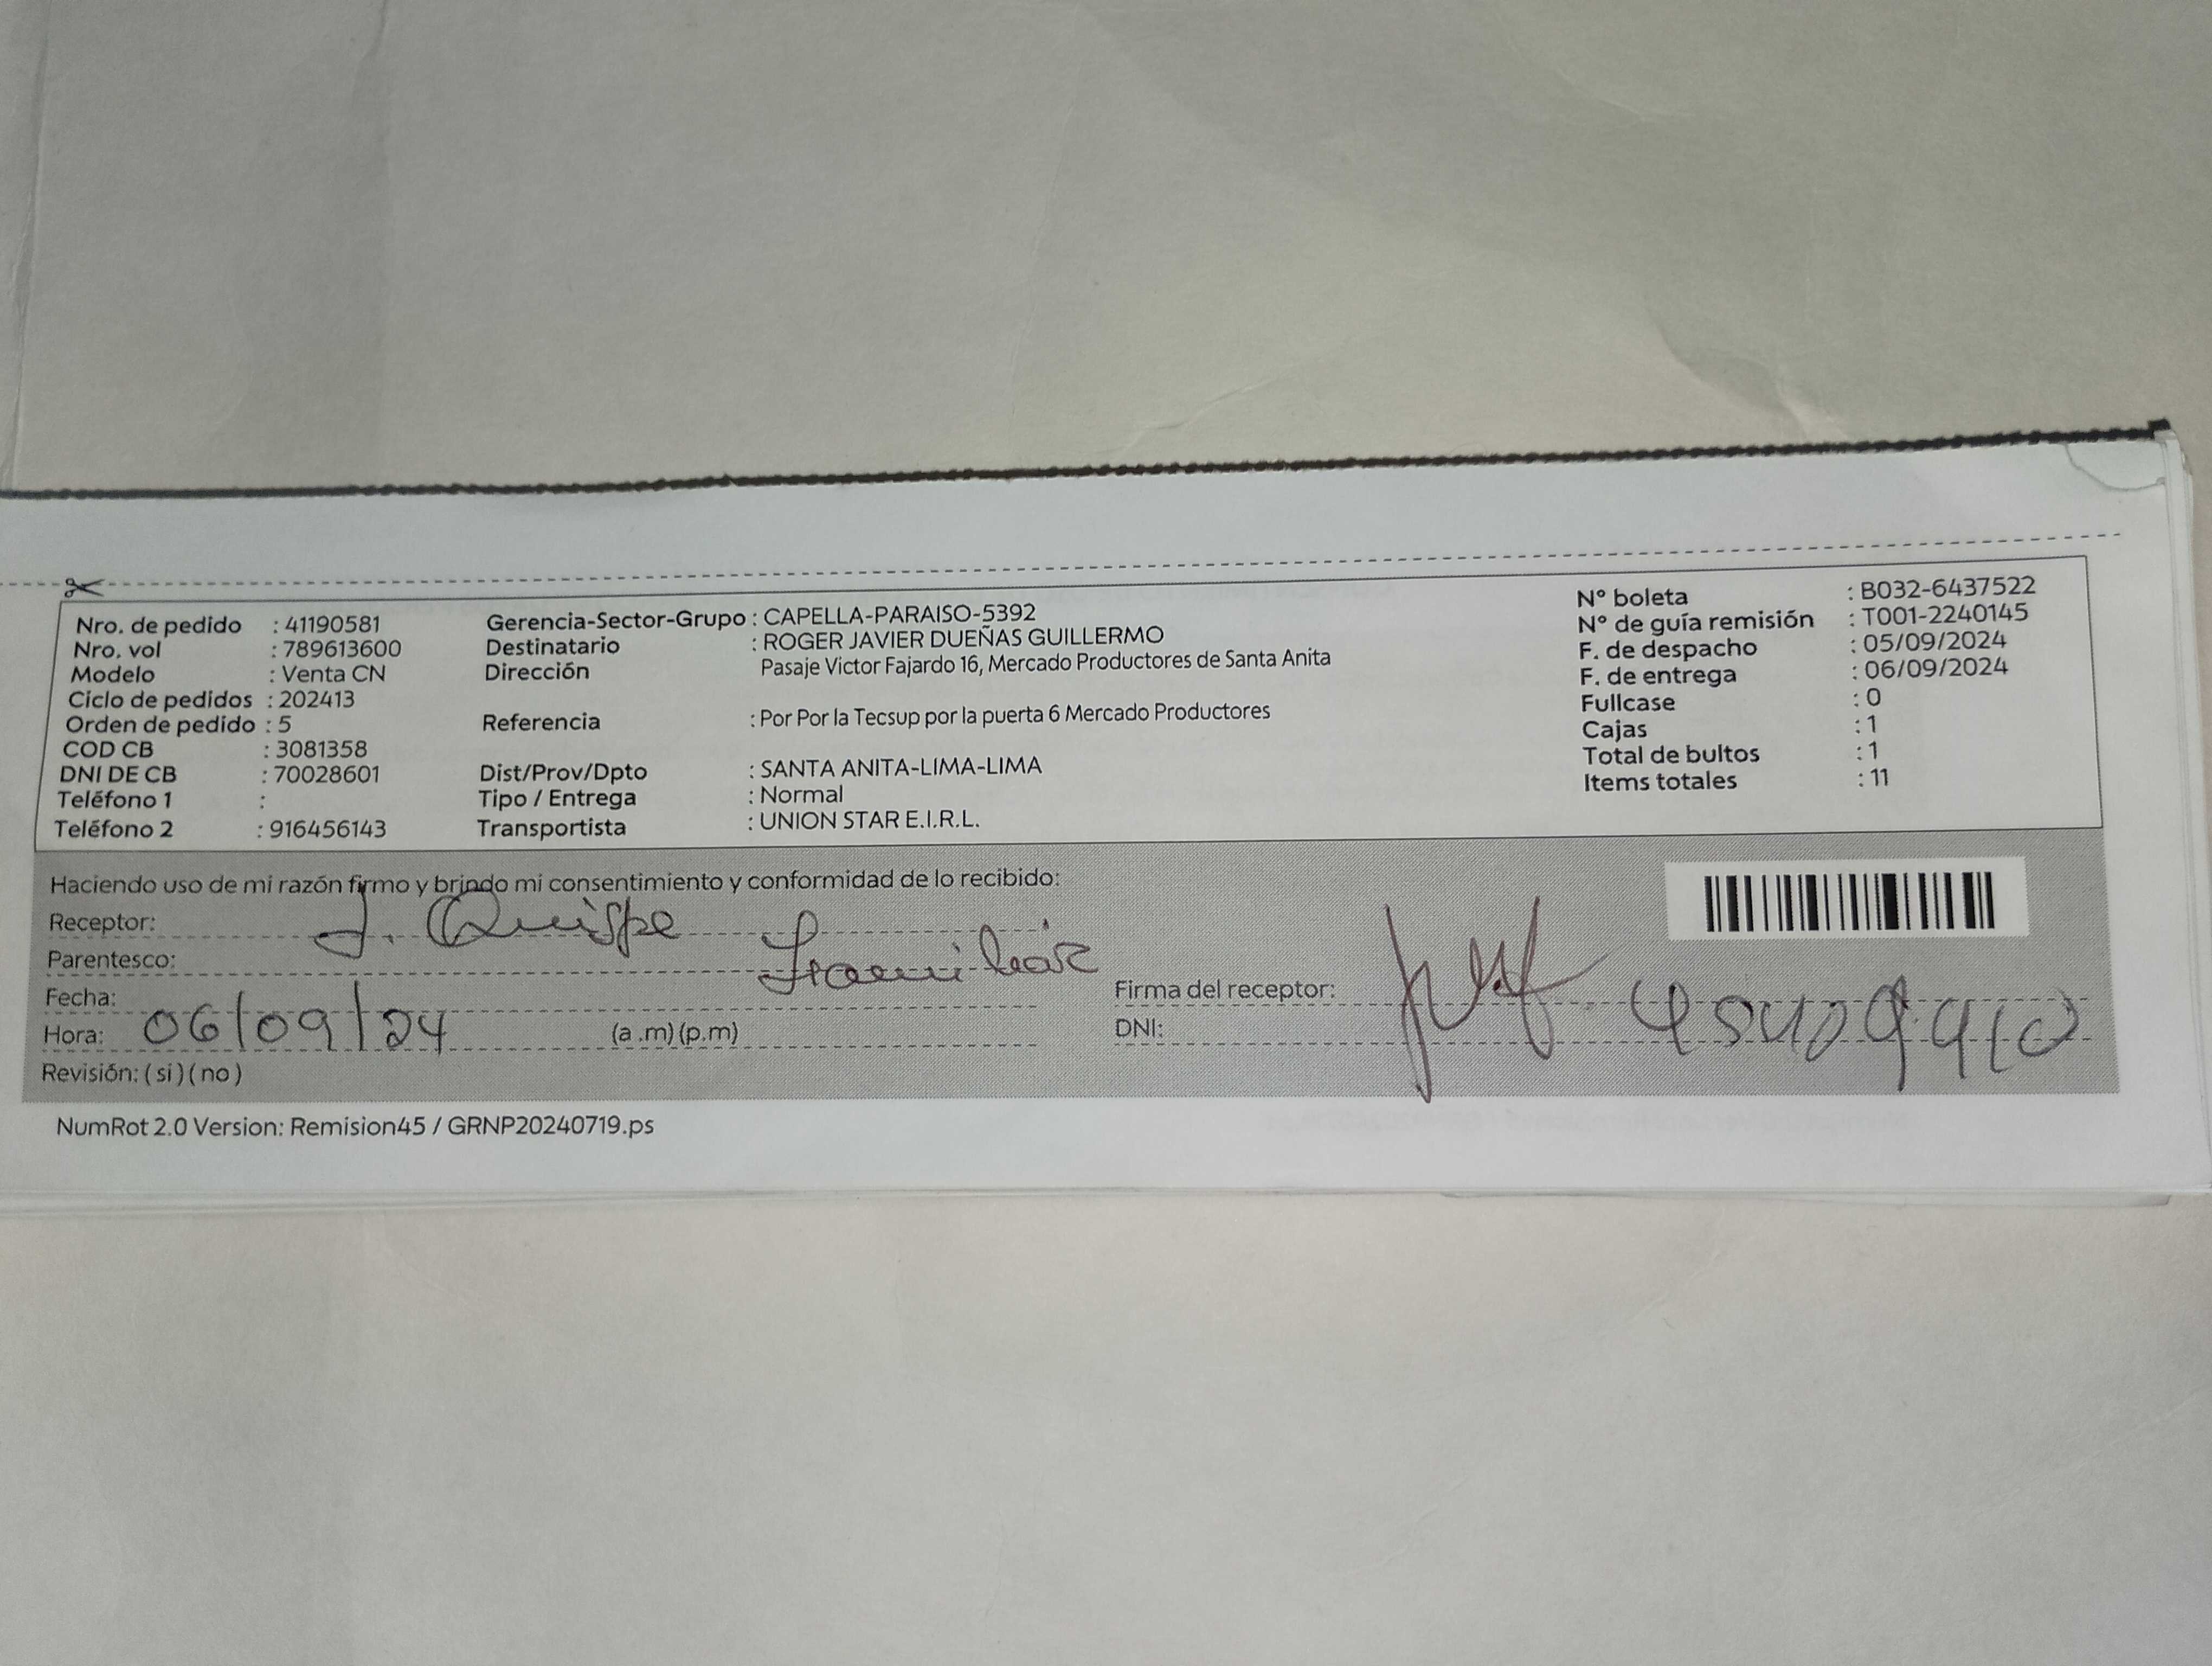 Nro. de pedido : 41190581
Nro. vol : 789613600
Modelo : Venta CN
Ciclo de pedidos : 202413
Orden de pedido : 5
COD CB : 3081358
DNI DE CB : 70028601
Teléfono 1 :
Teléfono 2 : 916456143
Gerencia-Sector-Grupo : CAPELLA-PARAISO-5392
Destinatario : ROGER JAVIER DUEÑAS GUILLERMO
Dirección Pasaje Victor Fajardo 16, Mercado Productores de Santa Anita
Referencia : Por Por la Tecsup por la puerta 6 Mercado Productores
Dist/Prov/Dpto : SANTA ANITA-LIMA-LIMA
Tipo / Entrega : Normal
Transportista : UNION STAR E.I.R.L.
N° boleta : B032-6437522
N° de guía remisión : T001-2240145
F. de despacho : 05/09/2024
F. de entrega : 06/09/2024
Fullcase : 0
Cajas : 1
Total de bultos : 1
Items totales : 11
Haciendo uso de mi razón firmo y brindo mi consentimiento y conformidad de lo recibido:
Receptor: J. Quispe
Parentesco: Familiar
Fecha: 06/09/24
Hora: (a .m) (p.m)
Revisión: ( si ) ( no )
Firma del receptor:
DNI:
NumRot 2.0 Version: Remision45 / GRNP20240719.ps